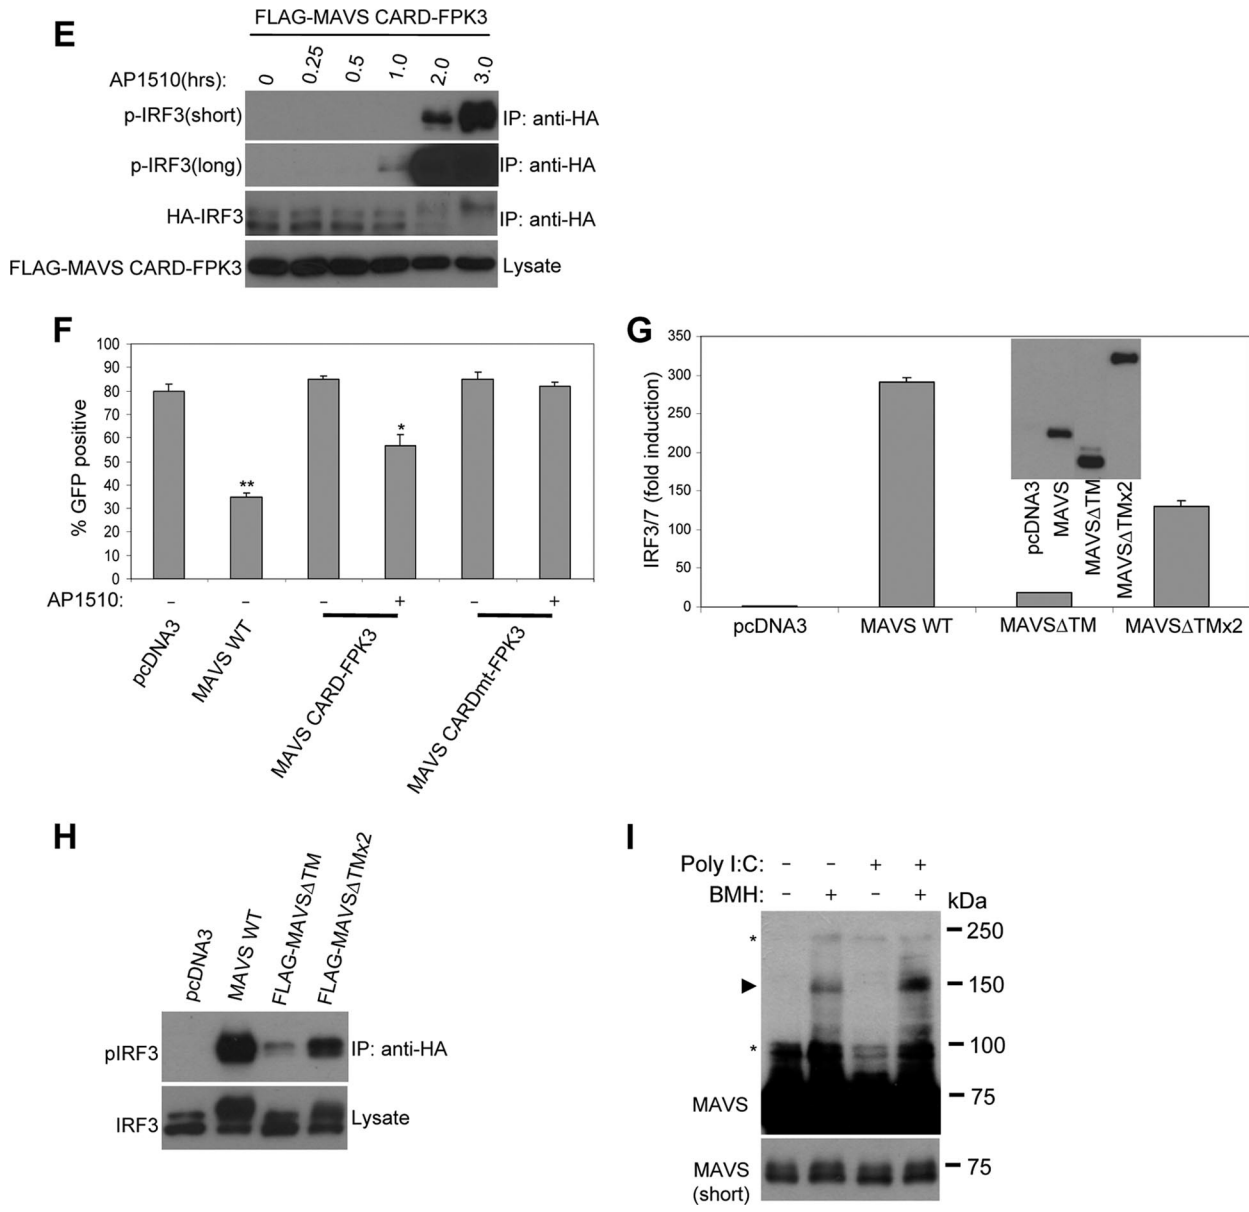 E
FLAG-MAVS CARD-FPK3
AP1510(hrs): 0 0.25 0.5 1.0 2.0 3.0
p-IRF3(short) IP: anti-HA
p-IRF3(long) IP: anti-HA
HA-IRF3 IP: anti-HA
FLAG-MAVS CARD-FPK3 Lysate
F
% GFP positive
100
90
80
70
60
50
40
30
20
10
0
**
*
AP1510: – – – + – +
pcDNA3
MAVS WT
MAVS CARD-FPK3
MAVS CARDmt-FPK3
G
IRF3/7 (fold induction)
350
300
250
200
150
100
50
0
pcDNA3
MAVS
MAVSΔTM
MAVSΔTMx2
pcDNA3 MAVS WT MAVSΔTM MAVSΔTMx2
H
pcDNA3
MAVS WT
FLAG-MAVSΔTM
FLAG-MAVSΔTMx2
pIRF3 IP: anti-HA
IRF3 Lysate
I
Poly I:C: – – + +
BMH: – + – + kDa
* 250
150
* 100
75
MAVS
MAVS 75
(short)